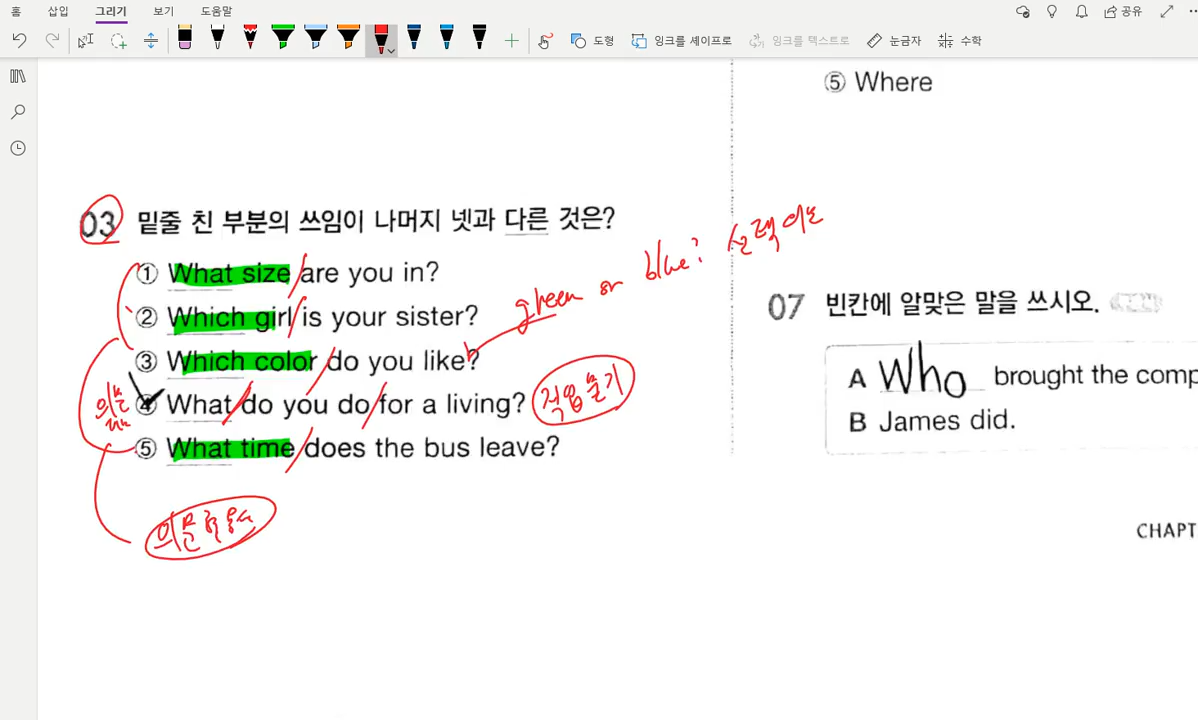 홈 삽입 그리기 보기 도움말
공유
도형 잉크를 셰이프로 잉크를 텍스트로 눈금자 수학
⑤ Where
03 밑줄 친 부분의 쓰임이 나머지 넷과 다른 것은?
① What size are you in?
② Which girl is your sister?
③ Which color do you like?
green or blue? 선택의도
④ What do you do for a living? 직업 묻기
⑤ What time does the bus leave?
의문형용사
07 빈칸에 알맞은 말을 쓰시오.
A Who brought the comp
B James did.
CHAPT